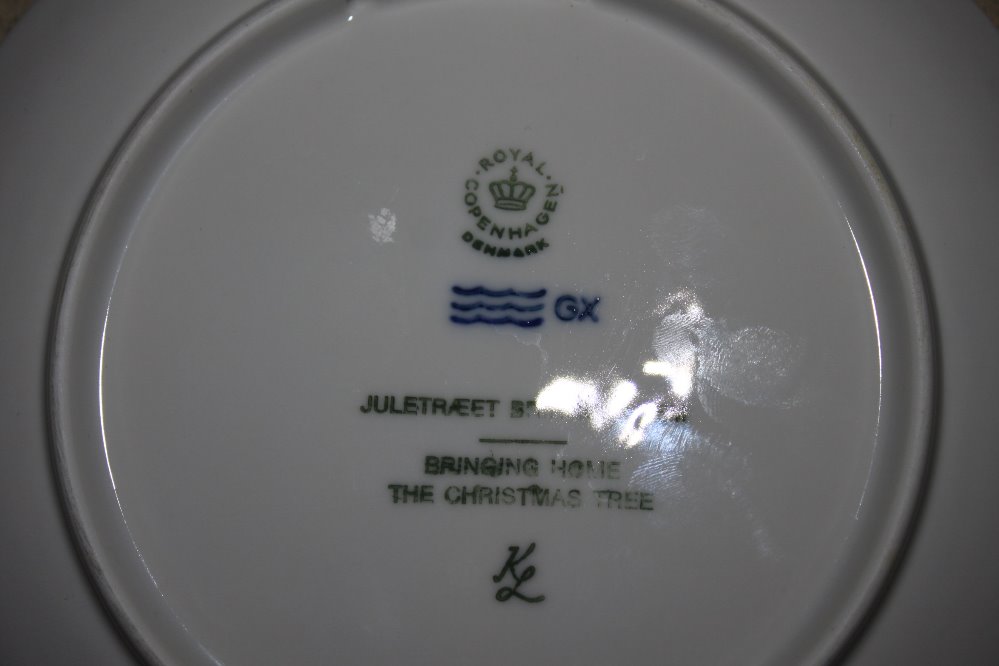 ROYAL
COPENHAGEN
DENMARK
GX
JULETRÆET
BRINGING HOME
THE CHRISTMAS TREE
KL